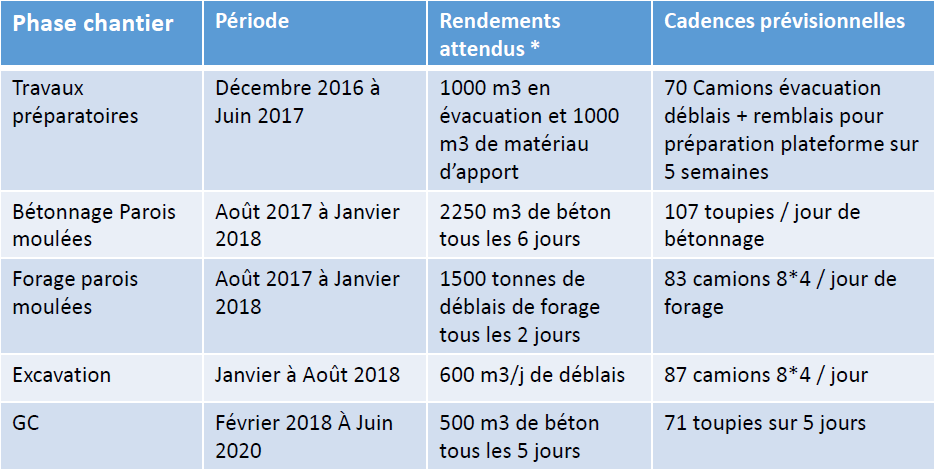 Phase chantier
Période
Rendements
attendus *
Cadences prévisionnelles
Travaux
préparatoires
Décembre 2016 à
Juin 2017
1000 m3 en
évacuation et 1000
m3 de matériau
d’apport
70 Camions évacuation
déblais + remblais pour
préparation plateforme sur
5 semaines
Bétonnage Parois
moulées
Août 2017 à Janvier
2018
2250 m3 de béton
tous les 6 jours
107 toupies / jour de
bétonnage
Forage parois
moulées
Août 2017 à Janvier
2018
1500 tonnes de
déblais de forage
tous les 2 jours
83 camions 8*4 / jour de
forage
Excavation
Janvier à Août 2018
600 m3/j de déblais
87 camions 8*4 / jour
GC
Février 2018 À Juin
2020
500 m3 de béton
tous les 5 jours
71 toupies sur 5 jours